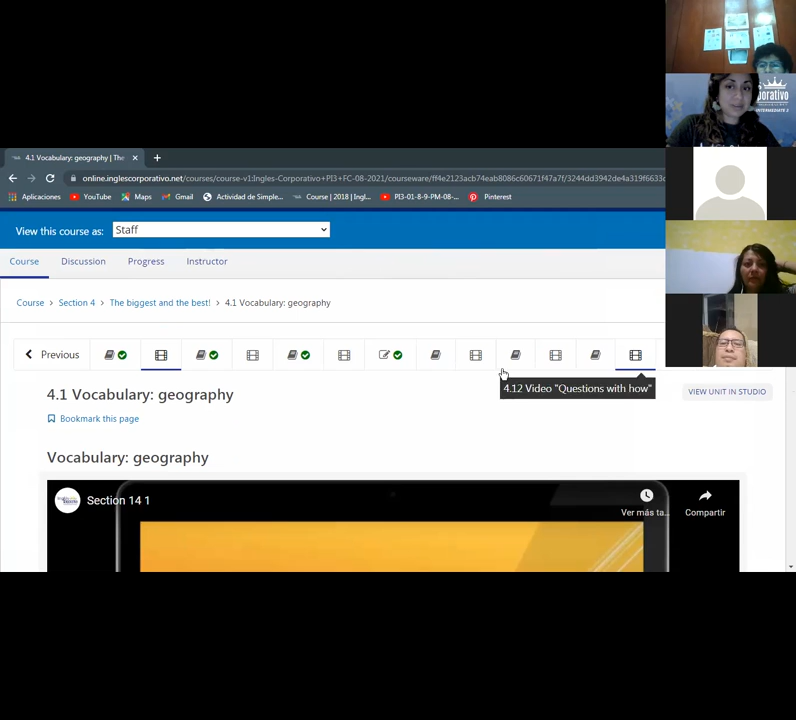 porativo
INTERMEDIATE 2
4.1 Vocabulary: geography | The
online.inglescorporativo.net/courses/course-v1:Ingles-Corporativo+PI3+FC-08-2021/courseware/ff4e2123acb74eab8086c60671f47a7f/3244dd3942de4a319f6633c
Aplicaciones YouTube Maps Gmail Actividad de Simples... Course | 2018 | Ingl... PI3-01-8-9-PM-08-... Pinterest
View this course as: Staff
Course Discussion Progress Instructor
Course > Section 4 > The biggest and the best! > 4.1 Vocabulary: geography
Previous
4.12 Video "Questions with how"
4.1 Vocabulary: geography
VIEW UNIT IN STUDIO
Bookmark this page
Vocabulary: geography
Section 14 1
Ver más ta...
Compartir